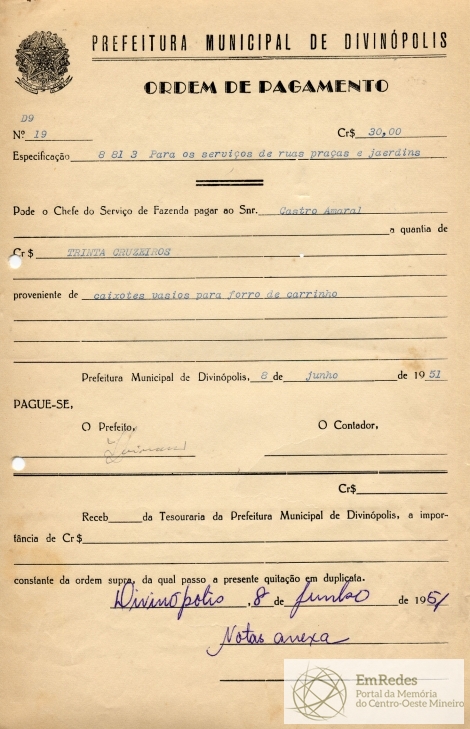 PREFEITURA MUNICIPAL DE DIVINÓPOLIS
ORDEM DE PAGAMENTO
D9
Nº 19 Cr$ 30,00
Especificação 8 81 3 Para os serviços de ruas praças e jaerdins
Pode o Chefe do Serviço de Fazenda pagar ao Snr. Castro Amaral
a quantia de
Cr$ TRINTA CRUZEIROS
proveniente de caixotes vasios para forro de carrinho
Prefeitura Municipal de Divinópolis, 8 de junho de 1951
PAGUE-SE,
O Prefeito, O Contador,
Cr$
Receb da Tesouraria da Prefeitura Municipal de Divinópolis, a impor-
tância de Cr$
constante da ordem supra, da qual passo a presente quitação em duplicata.
Divinópolis, 8 de Junho de 1951
Notas anexa
EmRedes
Portal da Memória
do Centro-Oeste Mineiro